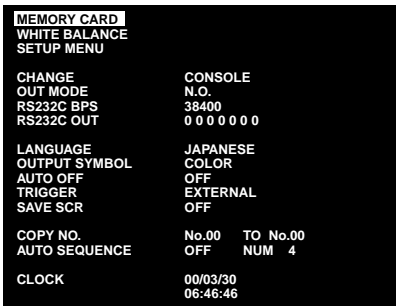 MEMORY CARD
WHITE BALANCE
SETUP MENU
CHANGE CONSOLE
OUT MODE N.O.
RS232C BPS 38400
RS232C OUT 0 0 0 0 0 0 0
LANGUAGE JAPANESE
OUTPUT SYMBOL COLOR
AUTO OFF OFF
TRIGGER EXTERNAL
SAVE SCR OFF
COPY NO. No.00 TO No.00
AUTO SEQUENCE OFF NUM 4
CLOCK 00/03/30
06:46:46